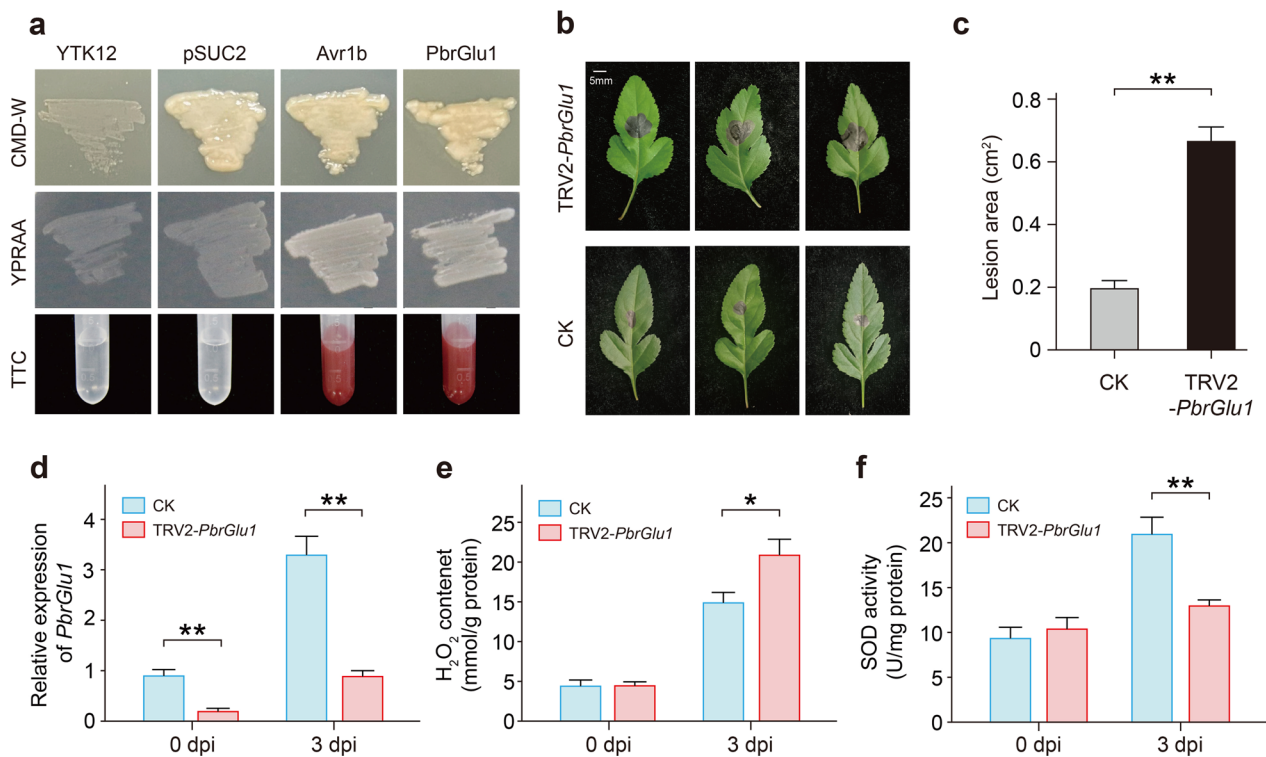 a
YTK12 pSUC2 Avr1b PbrGlu1
CMD-W
YPRAA
TTC
b
5mm
TRV2-PbrGlu1
CK
c
Lesion area (cm²)
0.8
0.6
0.4
0.2
0
**
CK
TRV2
-PbrGlu1
d
Relative expression
of PbrGlu1
4
3
2
1
0
CK
TRV2-PbrGlu1
**
**
0 dpi 3 dpi
e
H₂O₂ contenet
(mmol/g protein)
25
20
15
10
5
0
CK
TRV2-PbrGlu1
*
0 dpi 3 dpi
f
SOD activity
(U/mg protein)
25
20
15
10
5
0
CK
TRV2-PbrGlu1
**
0 dpi 3 dpi